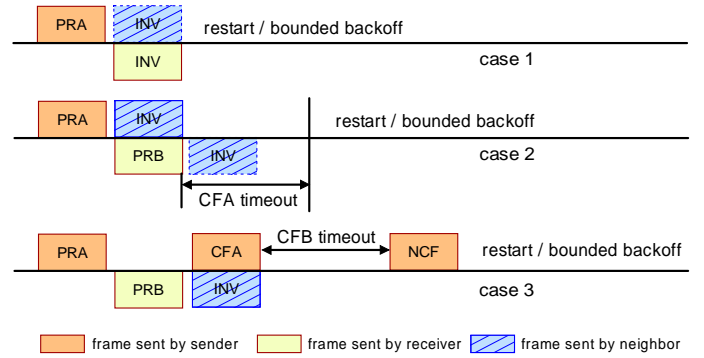 PRA INV restart / bounded backoff
INV case 1
PRA INV restart / bounded backoff
PRB INV case 2
CFA timeout
PRA CFA CFB timeout NCF restart / bounded backoff
PRB INV case 3
frame sent by sender frame sent by receiver frame sent by neighbor